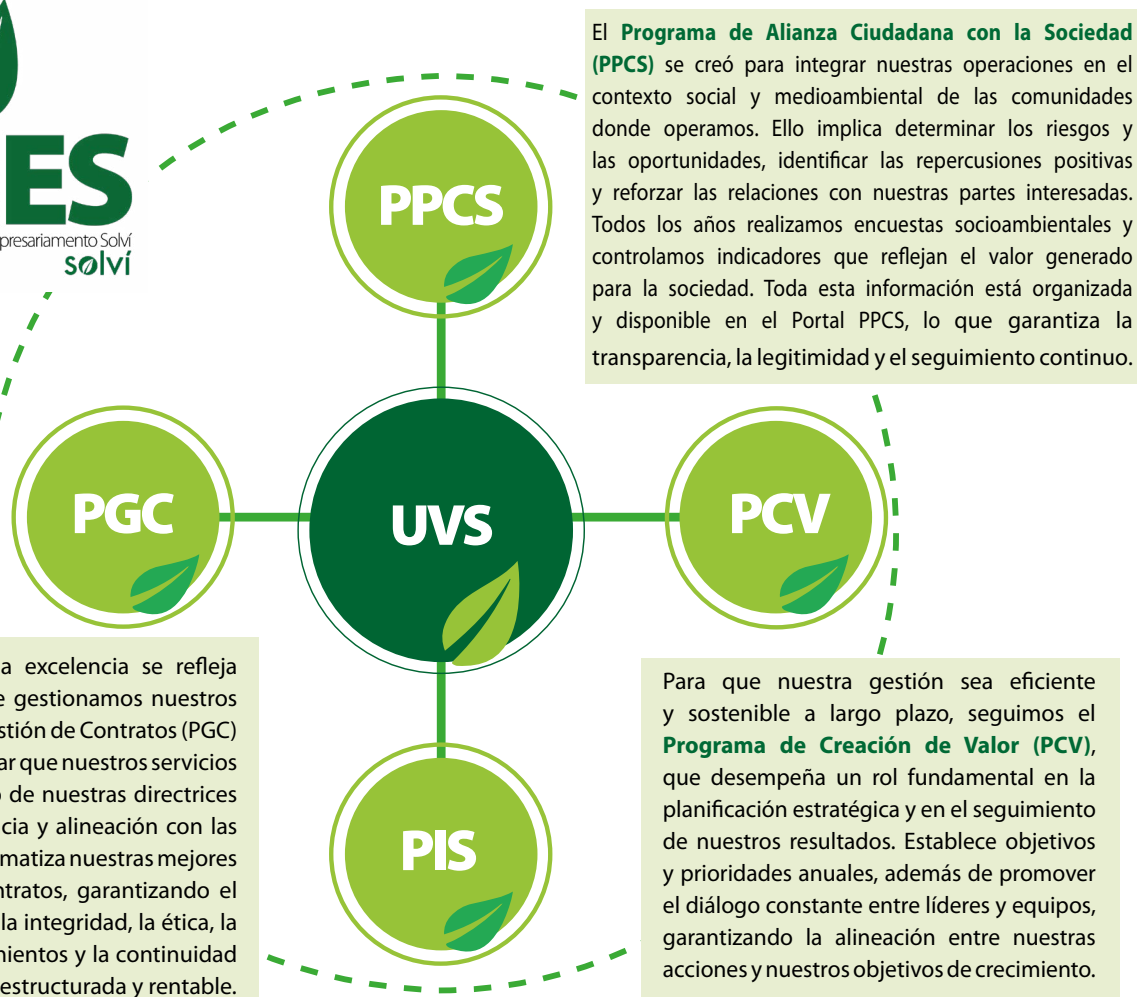 El Programa de Alianza Ciudadana con la Sociedad
(PPCS) se creó para integrar nuestras operaciones en el
contexto social y medioambiental de las comunidades
donde operamos. Ello implica determinar los riesgos y
las oportunidades, identificar las repercusiones positivas
y reforzar las relaciones con nuestras partes interesadas.
Todos los años realizamos encuestas socioambientales y
controlamos indicadores que reflejan el valor generado
para la sociedad. Toda esta información está organizada
y disponible en el Portal PPCS, lo que garantiza la
transparencia, la legitimidad y el seguimiento continuo.
ES
presariamento Solví
solví
PPCS
PGC
UVS
PCV
PIS
a excelencia se refleja
e gestionamos nuestros
stión de Contratos (PGC)
ar que nuestros servicios
o de nuestras directrices
cia y alineación con las
matiza nuestras mejores
ntratos, garantizando el
la integridad, la ética, la
mientos y la continuidad
estructurada y rentable.
Para que nuestra gestión sea eficiente
y sostenible a largo plazo, seguimos el
Programa de Creación de Valor (PCV),
que desempeña un rol fundamental en la
planificación estratégica y en el seguimiento
de nuestros resultados. Establece objetivos
y prioridades anuales, además de promover
el diálogo constante entre líderes y equipos,
garantizando la alineación entre nuestras
acciones y nuestros objetivos de crecimiento.